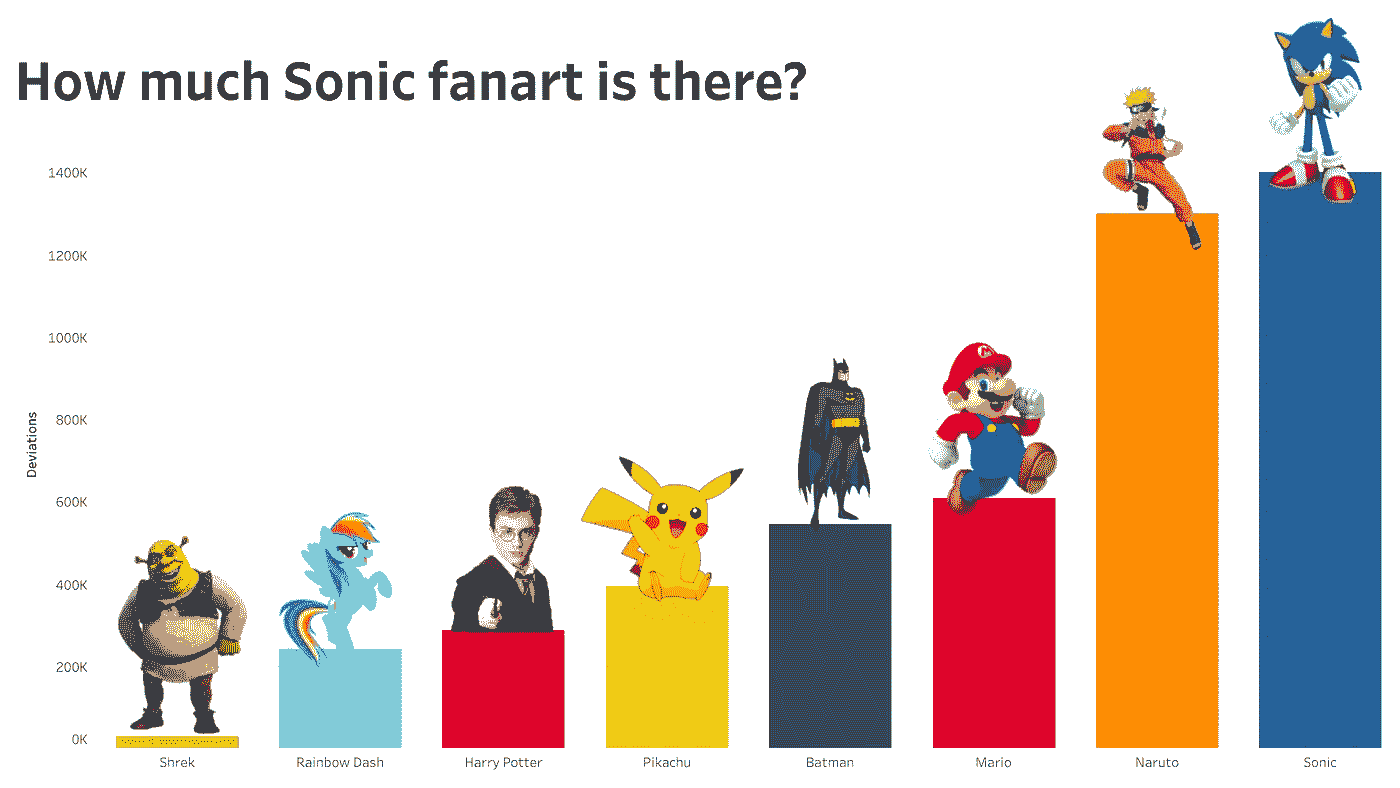 How much Sonic fanart is there?
1400K
1200K
1000K
800K
600K
400K
200K
0K
Deviations
Shrek
Rainbow Dash
Harry Potter
Pikachu
Batman
Mario
Naruto
Sonic
M